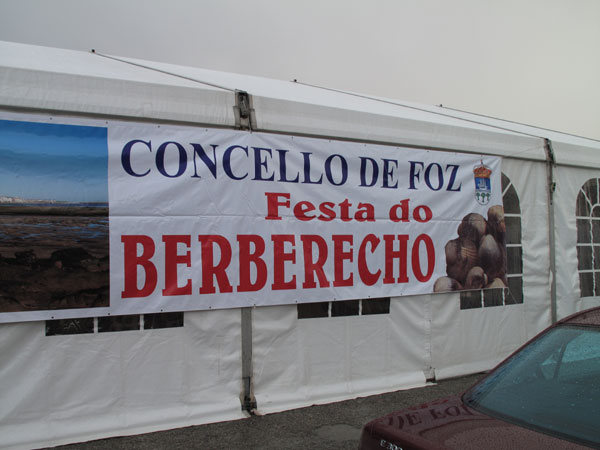 CONCELLO DE FOZ
Festa do
BERBERECHO